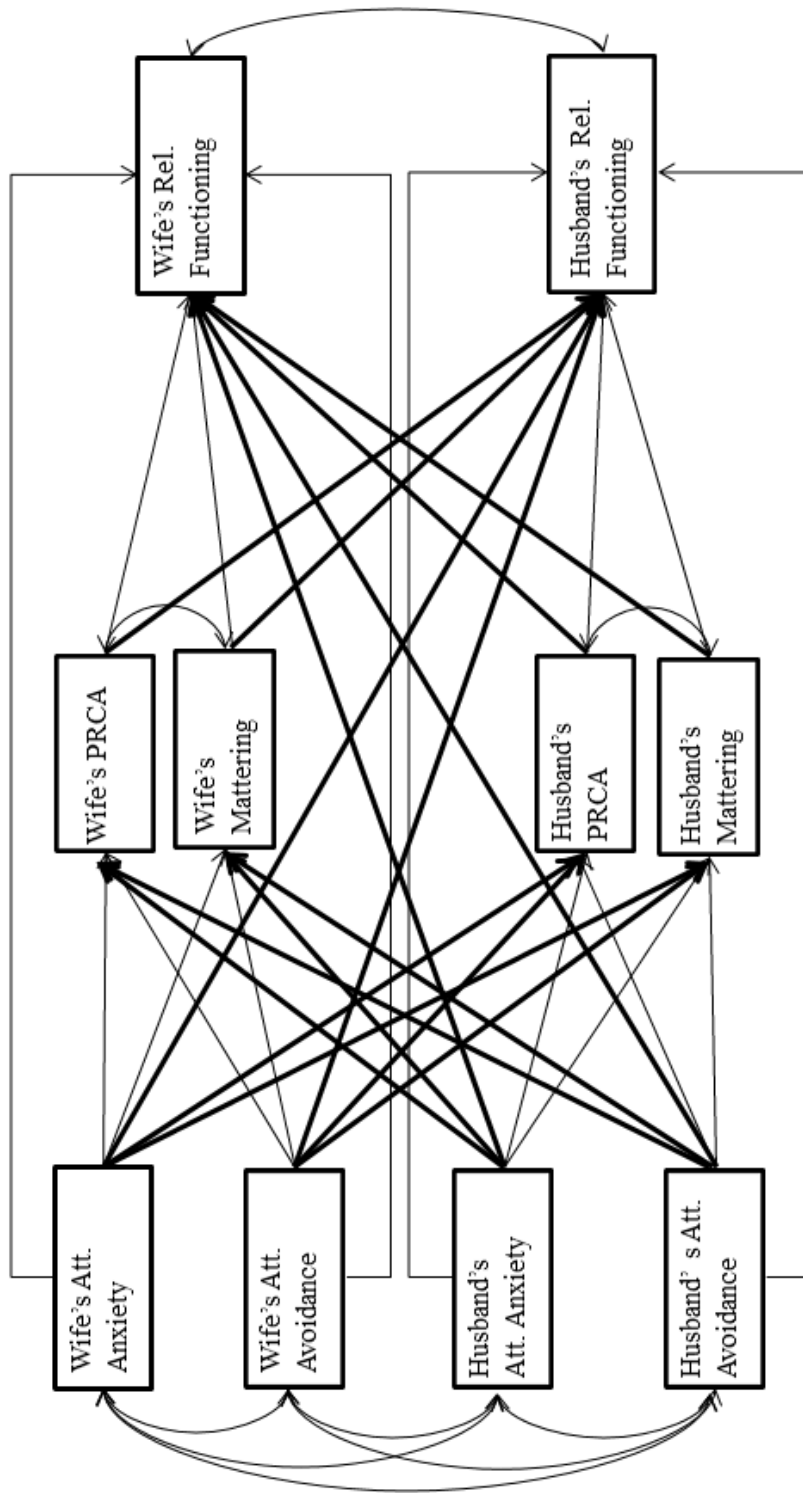 Wife's Att.
Anxiety
Wife's Att.
Avoidance
Husband's
Att. Anxiety
Husband' s Att.
Avoidance
Wife's PRCA
Wife's
Mattering
Husband's
PRCA
Husband's
Mattering
Wife's Rel.
Functioning
Husband's Rel.
Functioning